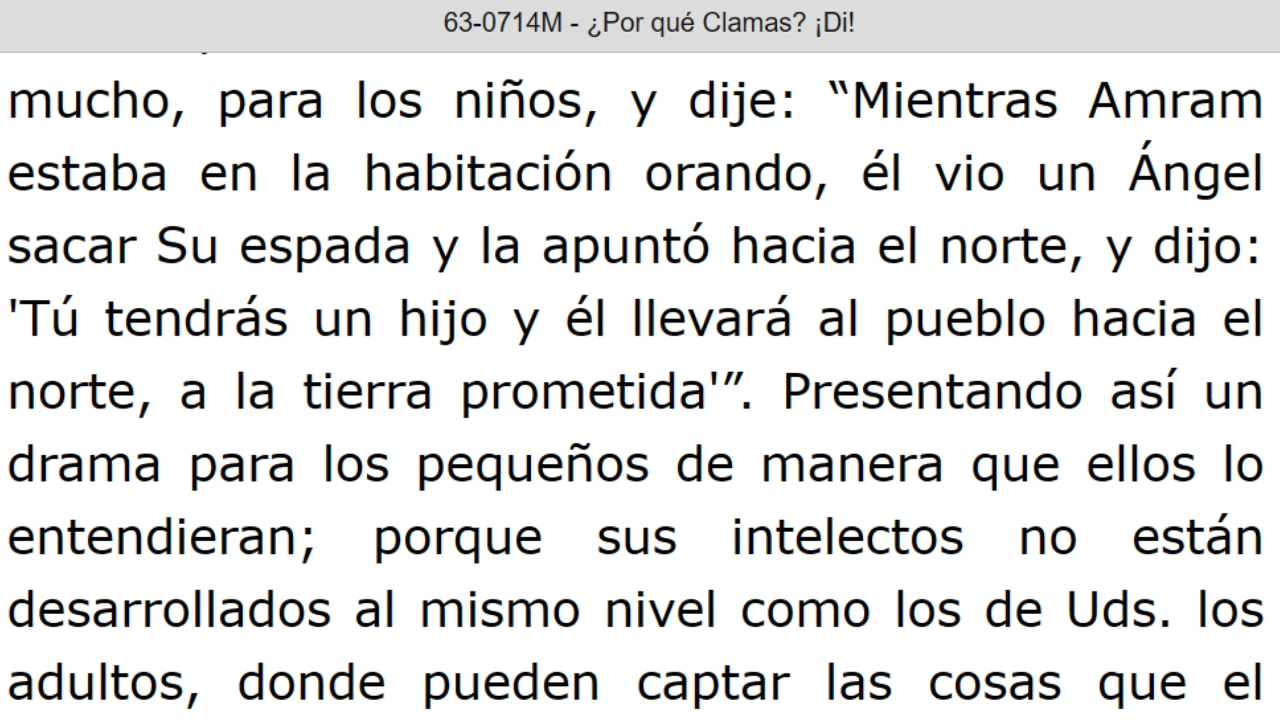 63-0714M - ¿Por qué Clamas? ¡Di!
mucho, para los niños, y dije: “Mientras Amram
estaba en la habitación orando, él vio un Ángel
sacar Su espada y la apuntó hacia el norte, y dijo:
'Tú tendrás un hijo y él llevará al pueblo hacia el
norte, a la tierra prometida'”. Presentando así un
drama para los pequeños de manera que ellos lo
entendieran; porque sus intelectos no están
desarrollados al mismo nivel como los de Uds. los
adultos, donde pueden captar las cosas que el